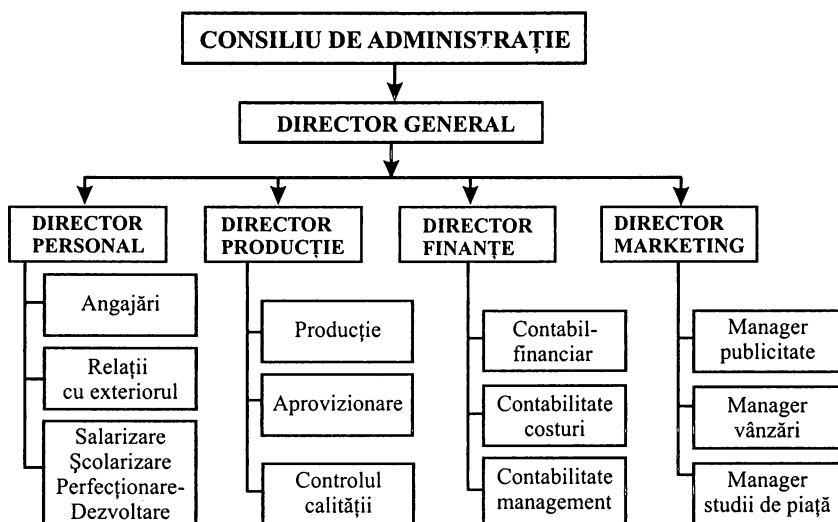 CONSILIU DE ADMINISTRAȚIE
DIRECTOR GENERAL
DIRECTOR
PERSONAL
Angajări
Relații
cu exteriorul
Salarizare
Școlarizare
Perfecționare-
Dezvoltare
DIRECTOR
PRODUCȚIE
Producție
Aprovizionare
Controlul
calității
DIRECTOR
FINANȚE
Contabil-
financiar
Contabilitate
costuri
Contabilitate
management
DIRECTOR
MARKETING
Manager
publicitate
Manager
vânzări
Manager
studii de piață